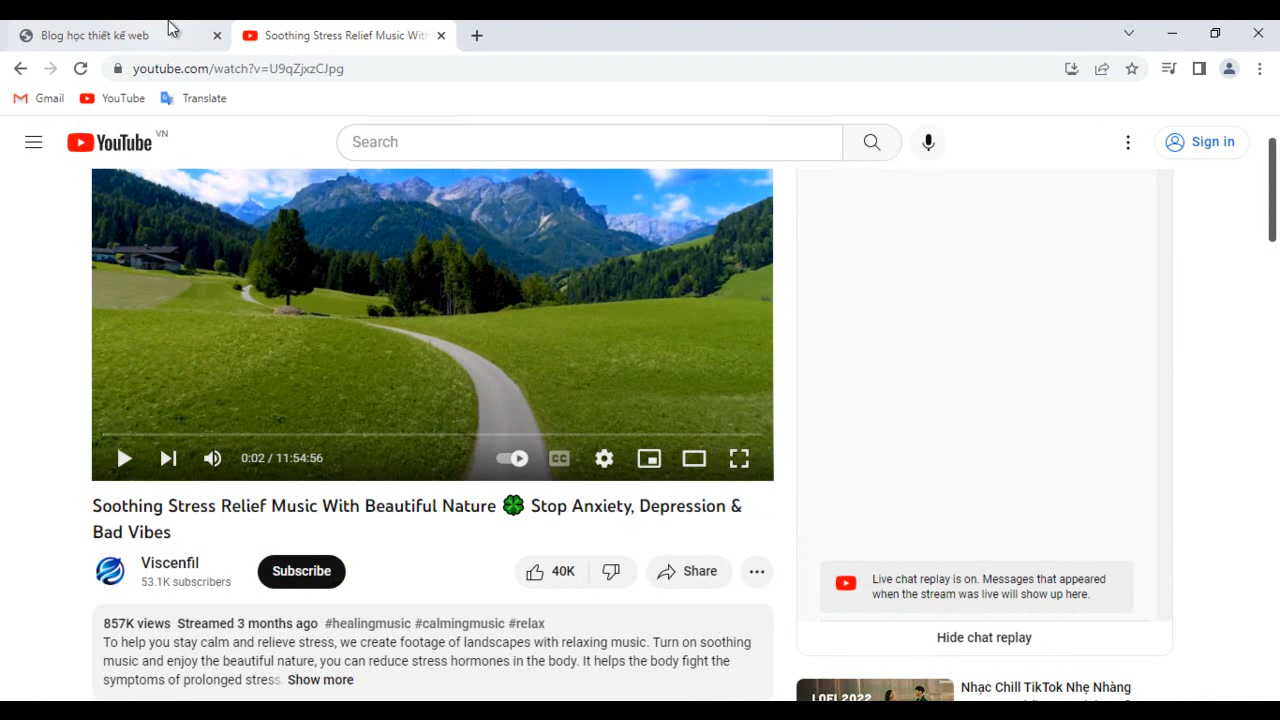 Blog học thiết kế web
Soothing Stress Relief Music With
youtube.com/watch?v=U9qZjxzCJpg
Gmail
YouTube
Translate
YouTube VN
Search
Sign in
0:02 / 11:54:56
CC
Soothing Stress Relief Music With Beautiful Nature 🍀 Stop Anxiety, Depression &
Bad Vibes
Viscenfil
53.1K subscribers
Subscribe
40K
Share
857K views Streamed 3 months ago #healingmusic #calmingmusic #relax
To help you stay calm and relieve stress, we create footage of landscapes with relaxing music. Turn on soothing
music and enjoy the beautiful nature, you can reduce stress hormones in the body. It helps the body fight the
symptoms of prolonged stress. Show more
Live chat replay is on. Messages that appeared
when the stream was live will show up here.
Hide chat replay
LOFI 2022
Nhạc Chill TikTok Nhẹ Nhàng